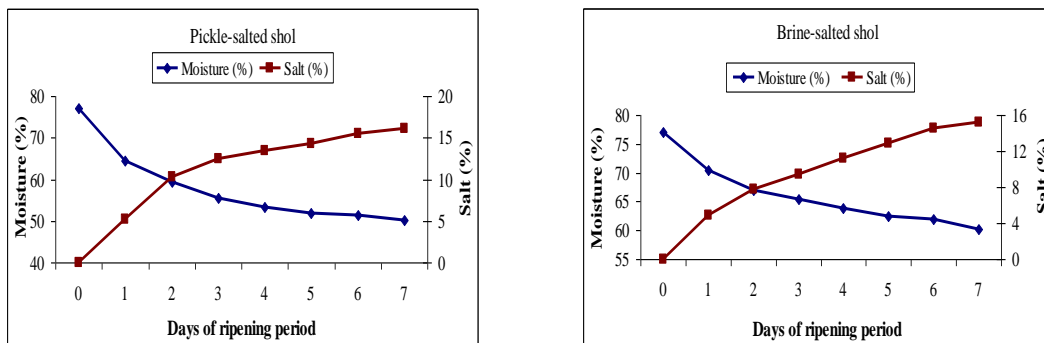 Pickle-salted shol
Moisture (%) Salt (%)
80
70
60
50
40
Moisture (%)
20
15
10
5
0
Salt (%)
0 1 2 3 4 5 6 7
Days of ripening period
Brine-salted shol
Moisture (%) Salt (%)
80
75
70
65
60
55
Moisture (%)
16
12
8
4
0
Salt (%)
0 1 2 3 4 5 6 7
Days of ripening period